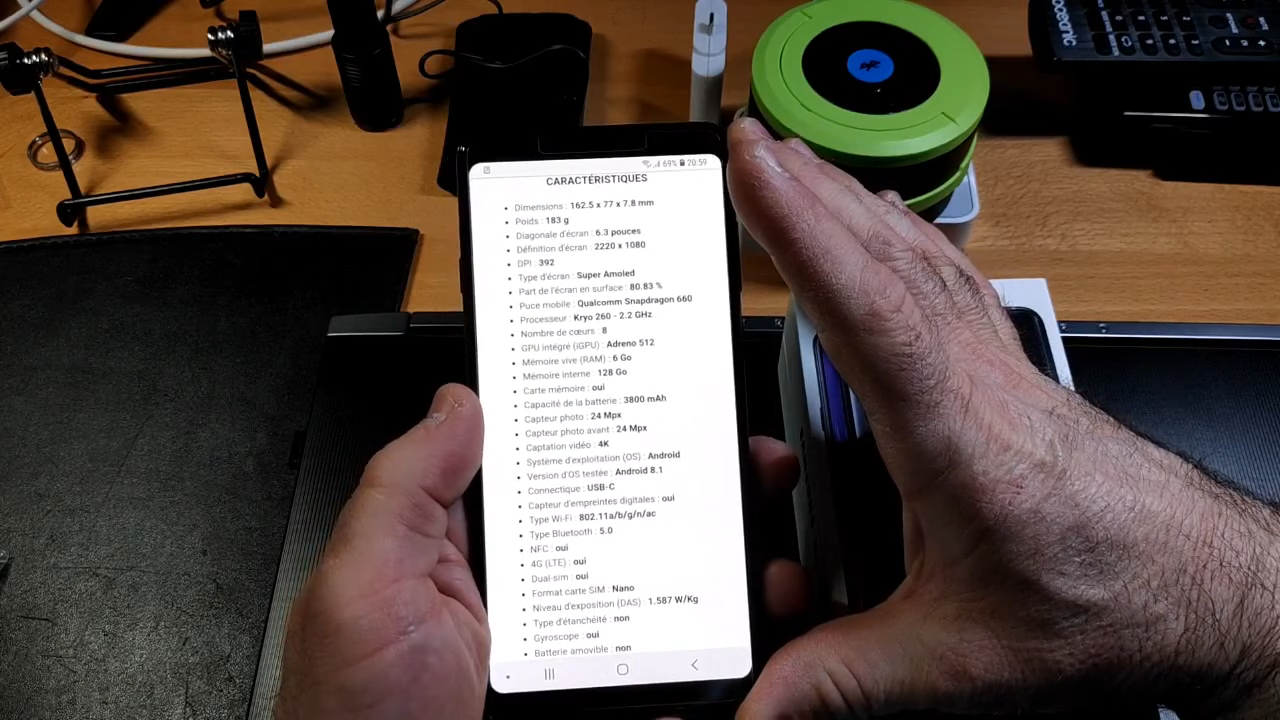 oceanic
69% 20:59
CARACTÉRISTIQUES
Dimensions : 162.5 x 77 x 7.8 mm
Poids : 183 g
Diagonale d'écran : 6.3 pouces
Définition d'écran : 2220 x 1080
DPI : 392
Type d'écran : Super Amoled
Part de l'écran en surface : 80.83 %
Puce mobile : Qualcomm Snapdragon 660
Processeur : Kryo 260 - 2.2 GHz
Nombre de cœurs : 8
GPU intégré (iGPU) : Adreno 512
Mémoire vive (RAM) : 6 Go
Mémoire interne : 128 Go
Carte mémoire : oui
Capacité de la batterie : 3800 mAh
Capteur photo : 24 Mpx
Capteur photo avant : 24 Mpx
Captation vidéo : 4K
Système d'exploitation (OS) : Android
Version d'OS testée : Android 8.1
Connectique : USB-C
Capteur d'empreintes digitales : oui
Type Wi-Fi : 802.11a/b/g/n/ac
Type Bluetooth : 5.0
NFC : oui
4G (LTE) : oui
Dual-sim : oui
Format carte SIM : Nano
Niveau d'exposition (DAS) : 1.587 W/Kg
Type d'étanchéité : non
Gyroscope : oui
Batterie amovible : non